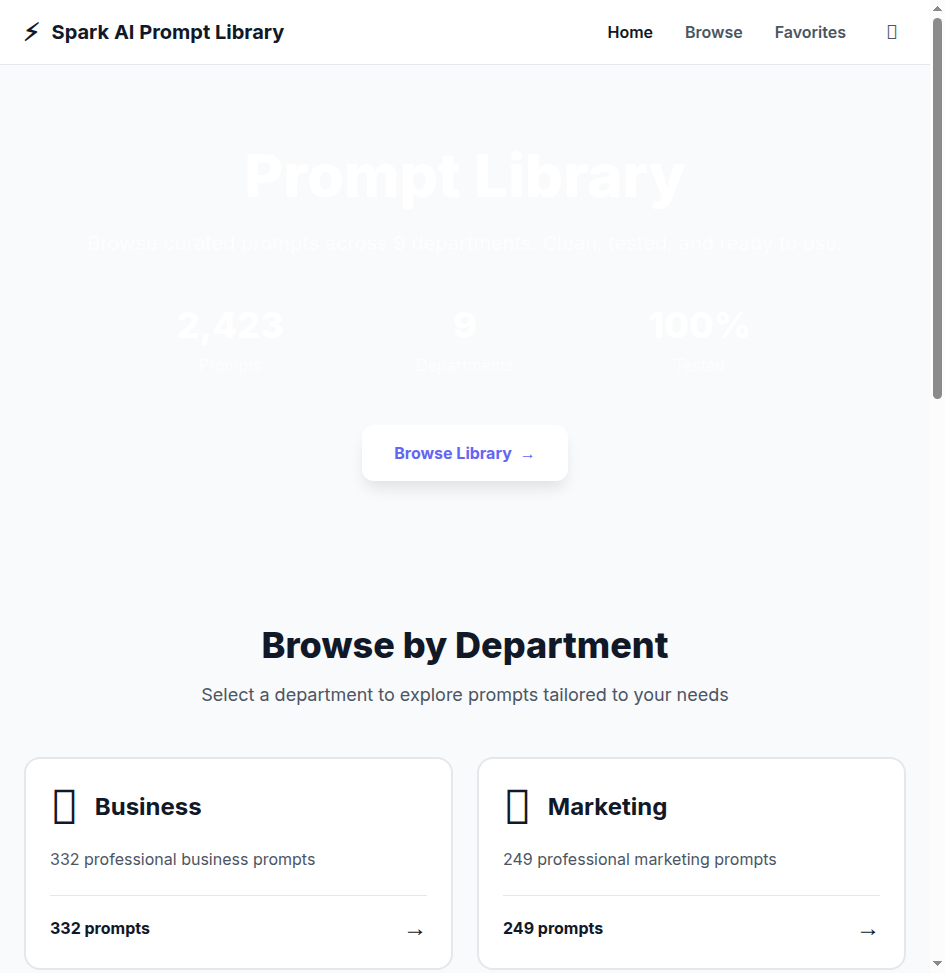 ⚡ Spark AI Prompt Library
Home Browse Favorites
Prompt Library
Browse curated prompts across 9 departments. Clean, tested, and ready to use.
2,423 9 100%
Prompts Departments Tested
Browse Library →
Browse by Department
Select a department to explore prompts tailored to your needs
Business
332 professional business prompts
332 prompts →
Marketing
249 professional marketing prompts
249 prompts →